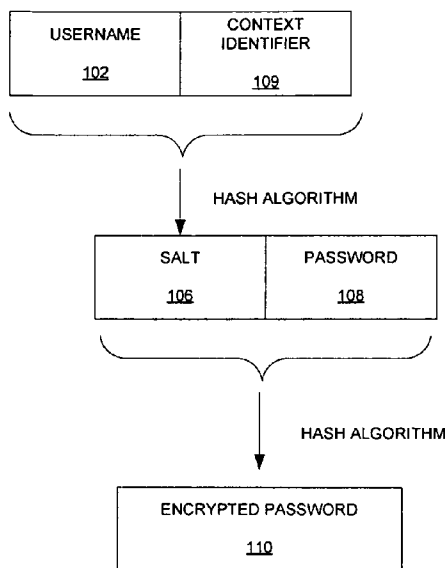 USERNAME
102
CONTEXT
IDENTIFIER
109
HASH ALGORITHM
SALT
106
PASSWORD
108
HASH ALGORITHM
ENCRYPTED PASSWORD
110